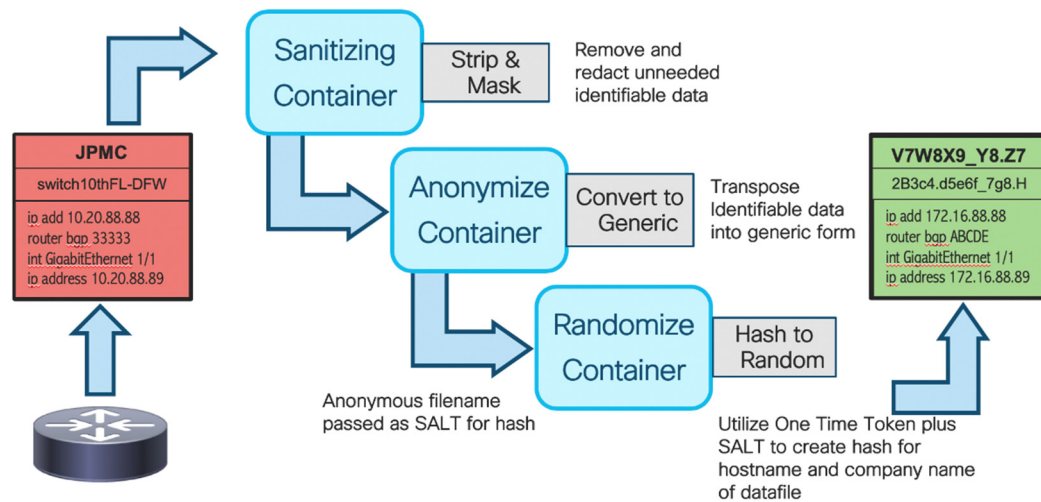 Sanitizing
Container
Strip &
Mask
Remove and
redact unneeded
identifiable data
JPMC
switch10thFL-DFW
ip add 10.20.88.88
router bgp 33333
int GigabitEthernet 1/1
ip address 10.20.88.89
Anonymize
Container
Convert to
Generic
Transpose
Identifiable data
into generic form
V7W8X9_Y8.Z7
2B3c4.d5e6f_7g8.H
ip add 172.16.88.88
router bgp ABCDE
int GigabitEthernet 1/1
ip address 172.16.88.89
Randomize
Container
Hash to
Random
Anonymous filename
passed as SALT for hash
Utilize One Time Token plus
SALT to create hash for
hostname and company name
of datafile